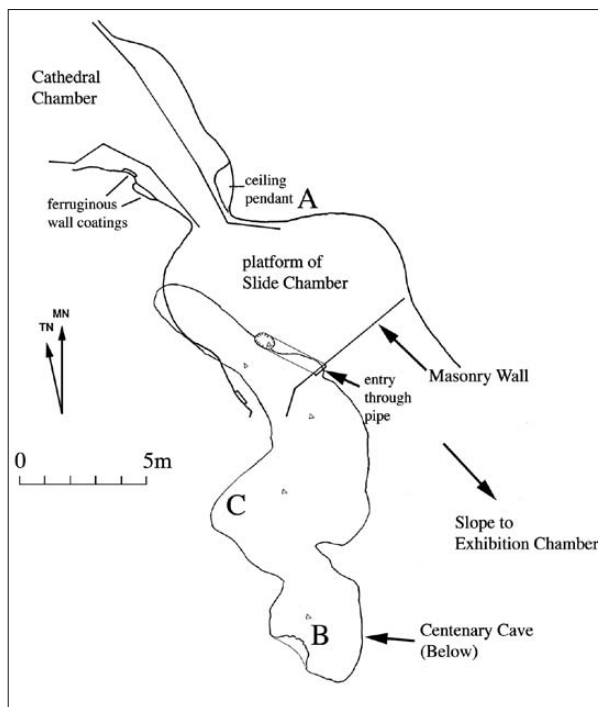 Cathedral
Chamber
ferruginous
wall coatings
ceiling
pendant
A
platform of
Slide Chamber
MN
TN
Masonry Wall
entry
through
pipe
0 5m
C
Slope to
Exhibition Chamber
B
Centenary Cave
(Below)